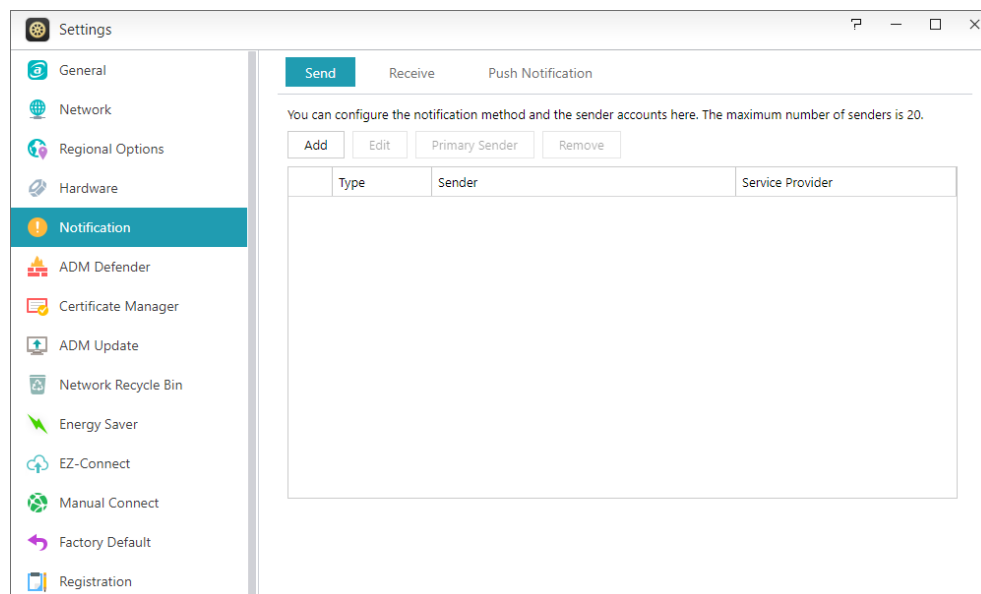 Settings
General
Network
Regional Options
Hardware
Notification
ADM Defender
Certificate Manager
ADM Update
Network Recycle Bin
Energy Saver
EZ-Connect
Manual Connect
Factory Default
Registration
Send Receive Push Notification
You can configure the notification method and the sender accounts here. The maximum number of senders is 20.
Add Edit Primary Sender Remove
Type Sender Service Provider